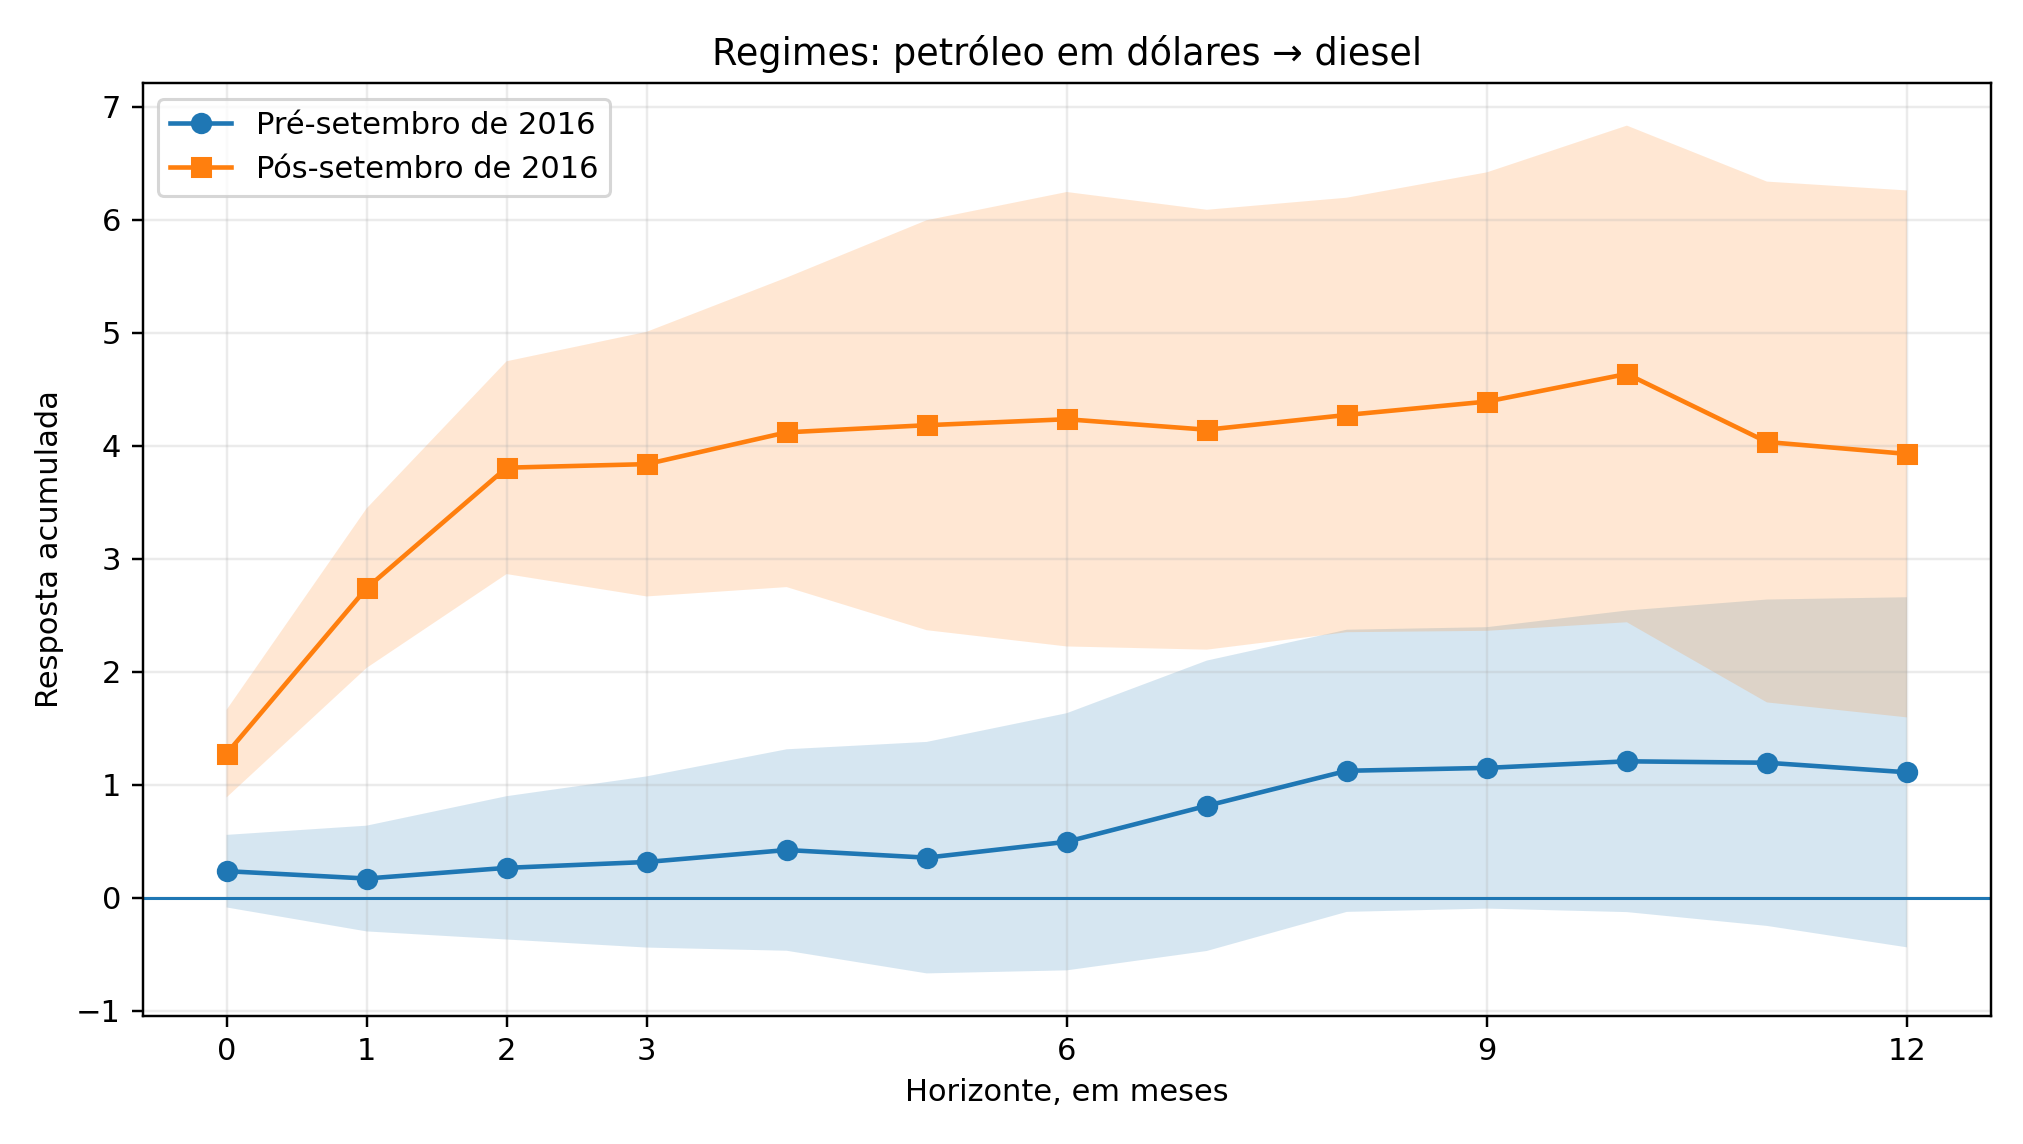 Regimes: petróleo em dólares → diesel
Pré-setembro de 2016
Pós-setembro de 2016
Resposta acumulada
7
6
5
4
3
2
1
0
−1
0 1 2 3 6 9 12
Horizonte, em meses